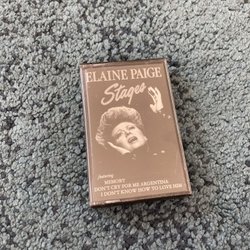 ELAINE PAIGE
Stages
featuring
MEMORY
DON'T CRY FOR ME ARGENTINA
I DON'T KNOW HOW TO LOVE HIM